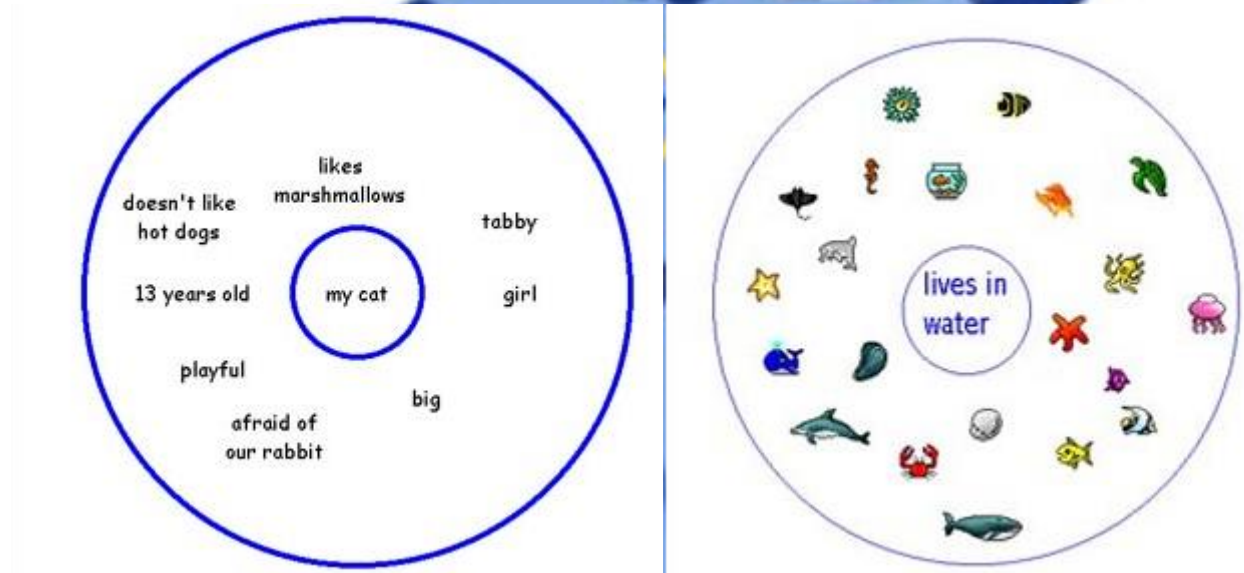 likes
marshmallows
doesn't like
hot dogs
tabby
13 years old
my cat
girl
playful
big
afraid of
our rabbit
lives in
water